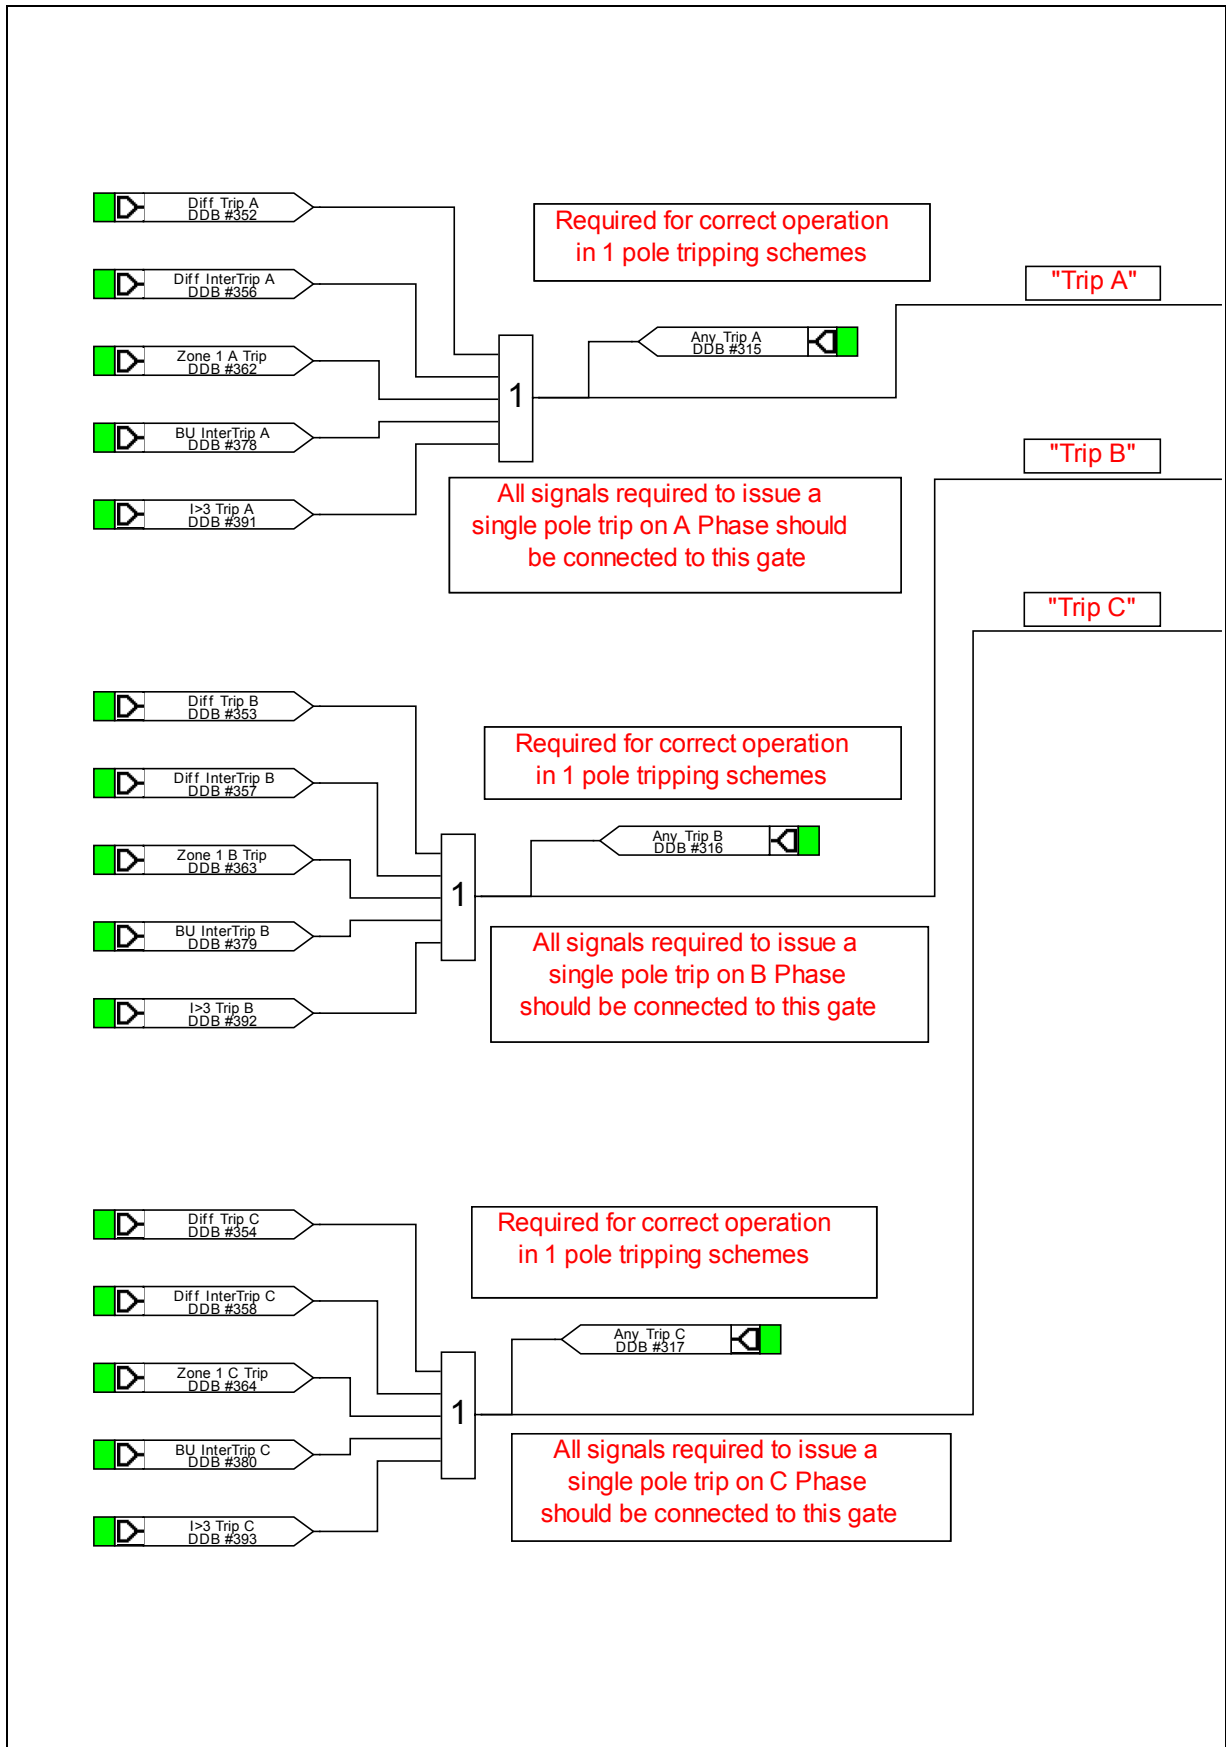 Diff Trip A
DDB #352
Required for correct operation
in 1 pole tripping schemes
Diff InterTrip A
DDB #356
"Trip A"
Any Trip A
DDB #315
Zone 1 A Trip
DDB #362
1
BU InterTrip A
DDB #378
"Trip B"
All signals required to issue a
single pole trip on A Phase should
be connected to this gate
I>3 Trip A
DDB #391
"Trip C"
Diff Trip B
DDB #353
Required for correct operation
in 1 pole tripping schemes
Diff InterTrip B
DDB #357
Any Trip B
DDB #316
Zone 1 B Trip
DDB #363
1
BU InterTrip B
DDB #379
All signals required to issue a
single pole trip on B Phase
should be connected to this gate
I>3 Trip B
DDB #392
Diff Trip C
DDB #354
Required for correct operation
in 1 pole tripping schemes
Diff InterTrip C
DDB #358
Any Trip C
DDB #317
Zone 1 C Trip
DDB #364
1
BU InterTrip C
DDB #380
All signals required to issue a
single pole trip on C Phase
should be connected to this gate
I>3 Trip C
DDB #393